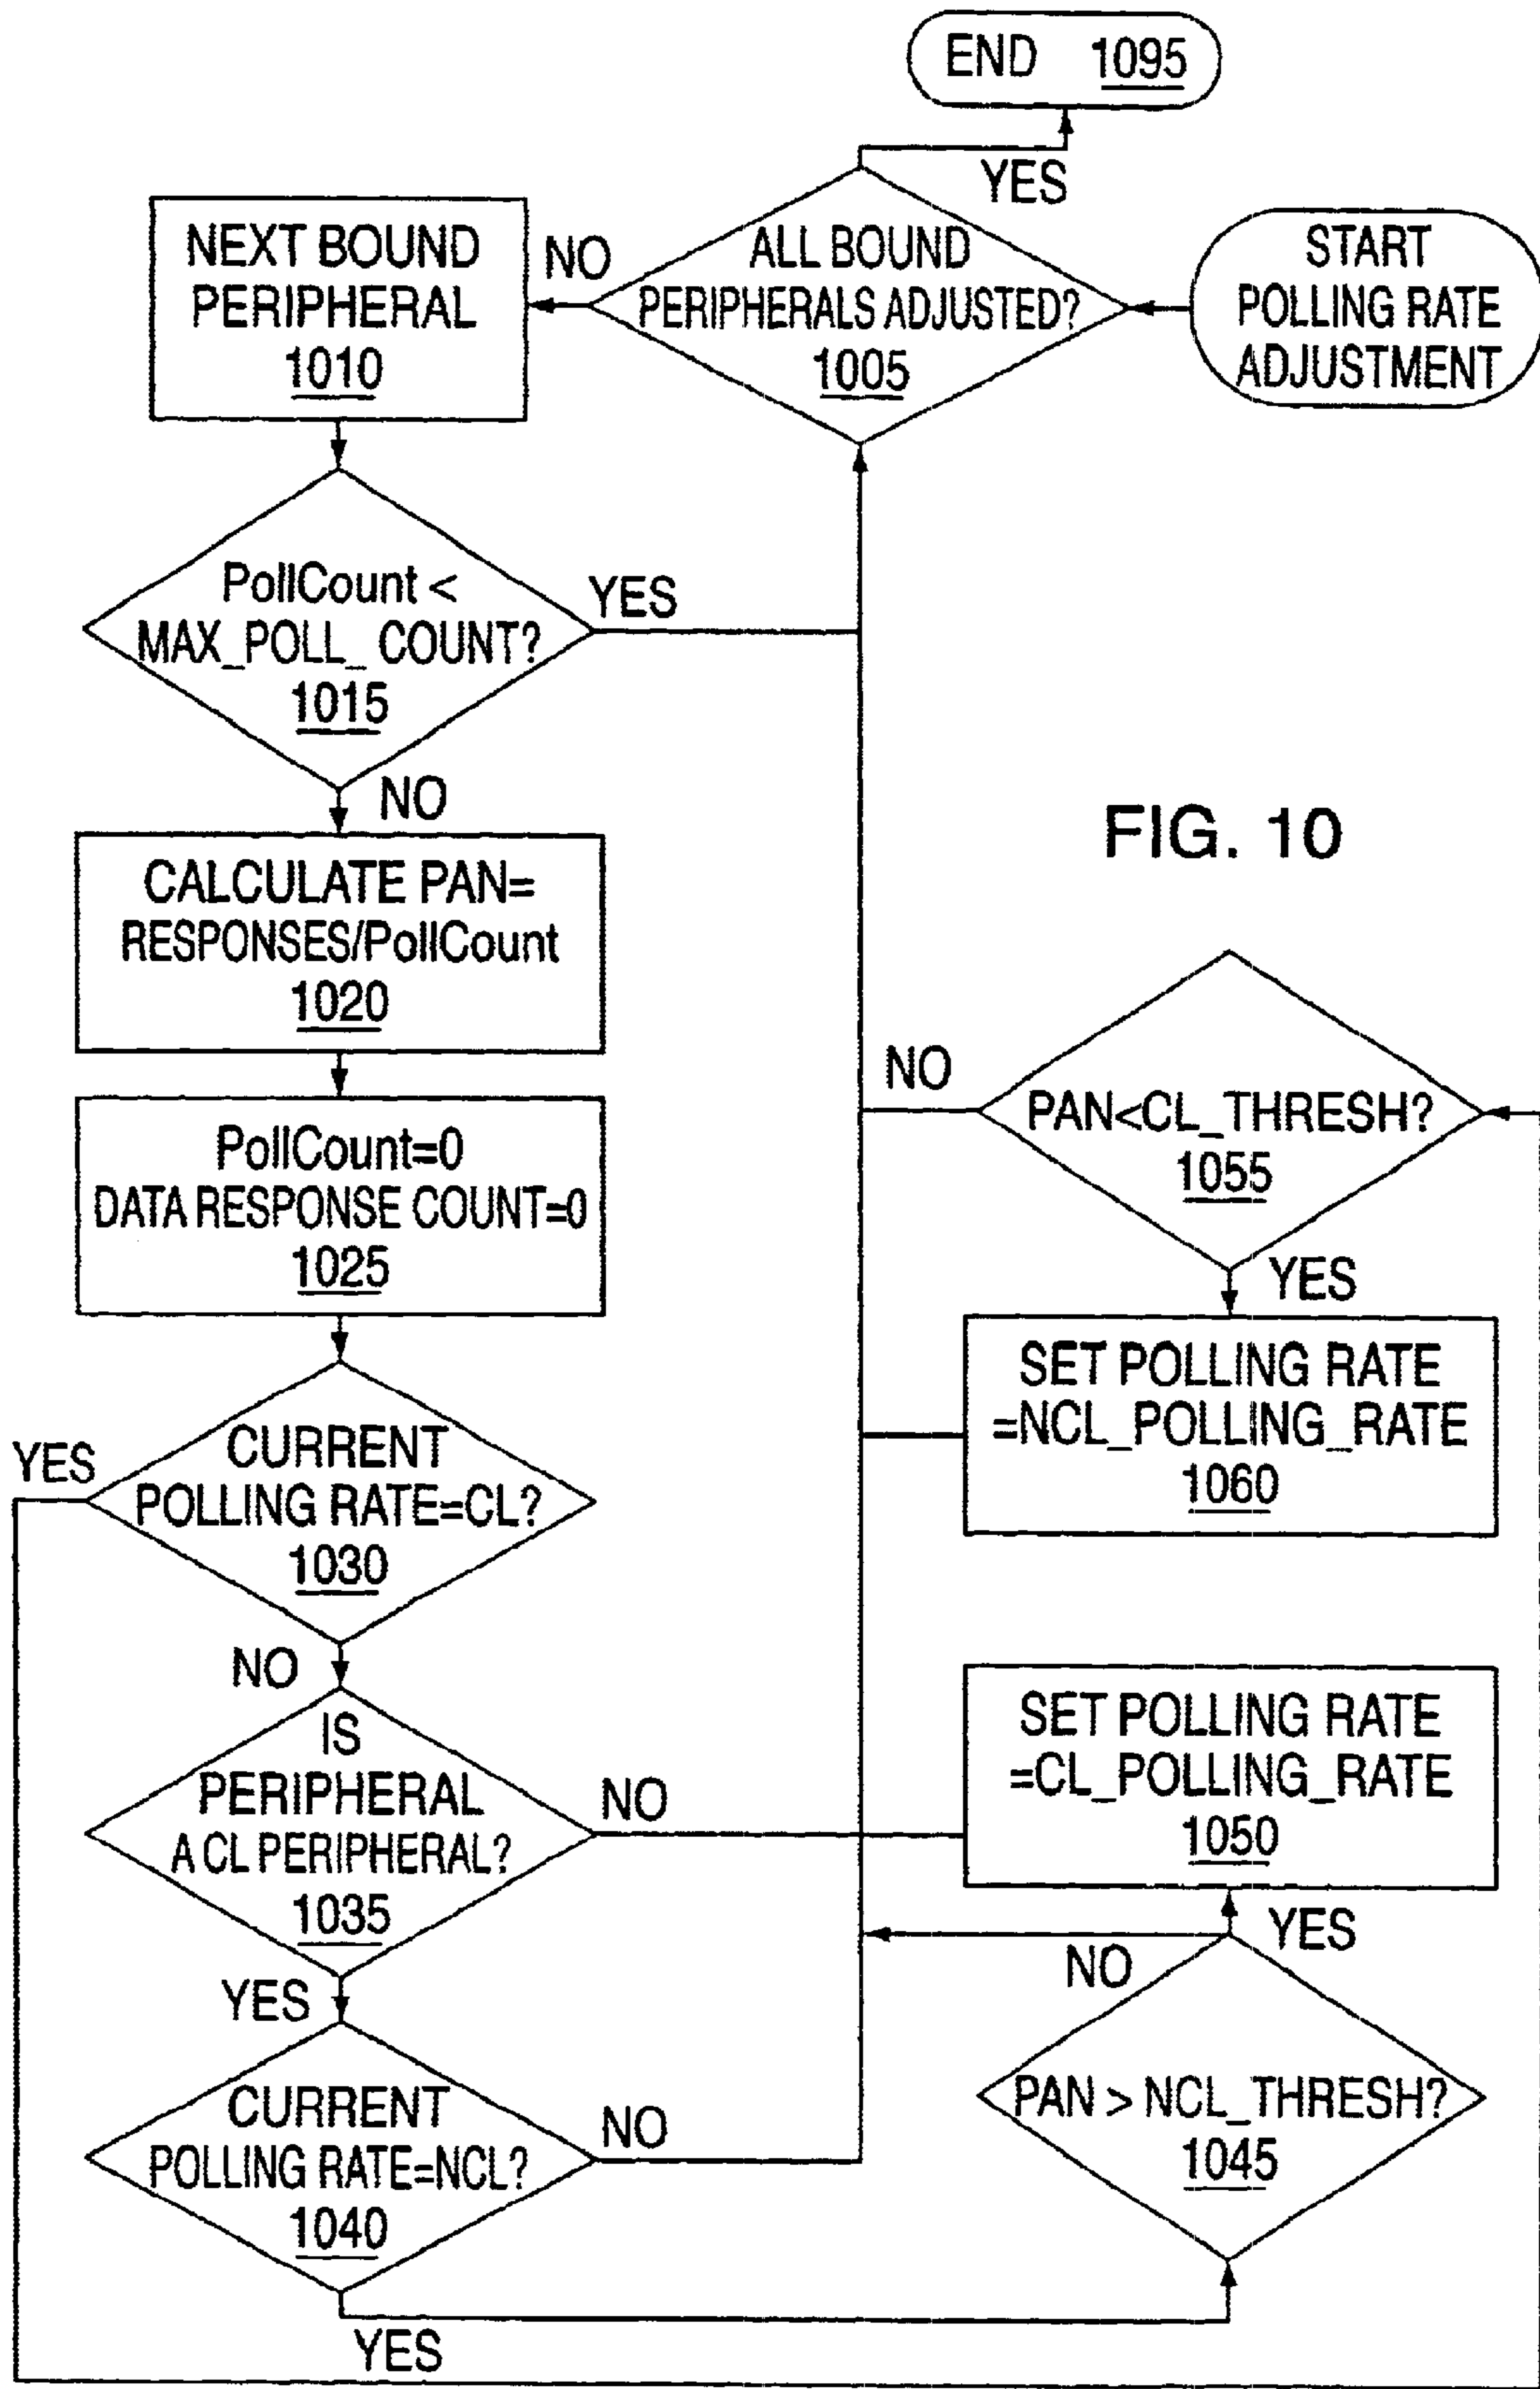 END 1095
YES
START
POLLING RATE
ADJUSTMENT
ALL BOUND
PERIPHERALS ADJUSTED?
1005
NO
NEXT BOUND
PERIPHERAL
1010
PollCount <
MAX_POLL_ COUNT?
1015
YES
NO
FIG. 10
CALCULATE PAN=
RESPONSES/PollCount
1020
PollCount=0
DATA RESPONSE COUNT=0
1025
CURRENT
POLLING RATE=CL?
1030
YES
NO
IS
PERIPHERAL
A CL PERIPHERAL?
1035
NO
YES
CURRENT
POLLING RATE=NCL?
1040
NO
YES
PAN<CL_THRESH?
1055
NO
YES
SET POLLING RATE
=NCL_POLLING_RATE
1060
SET POLLING RATE
=CL_POLLING_RATE
1050
YES
NO
PAN > NCL_THRESH?
1045